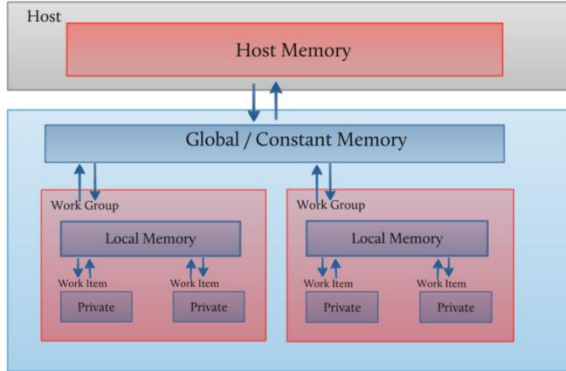 Host
Host Memory
Global / Constant Memory
Work Group
Work Group
Local Memory
Local Memory
Work Item
Work Item
Work Item
Work Item
Private
Private
Private
Private